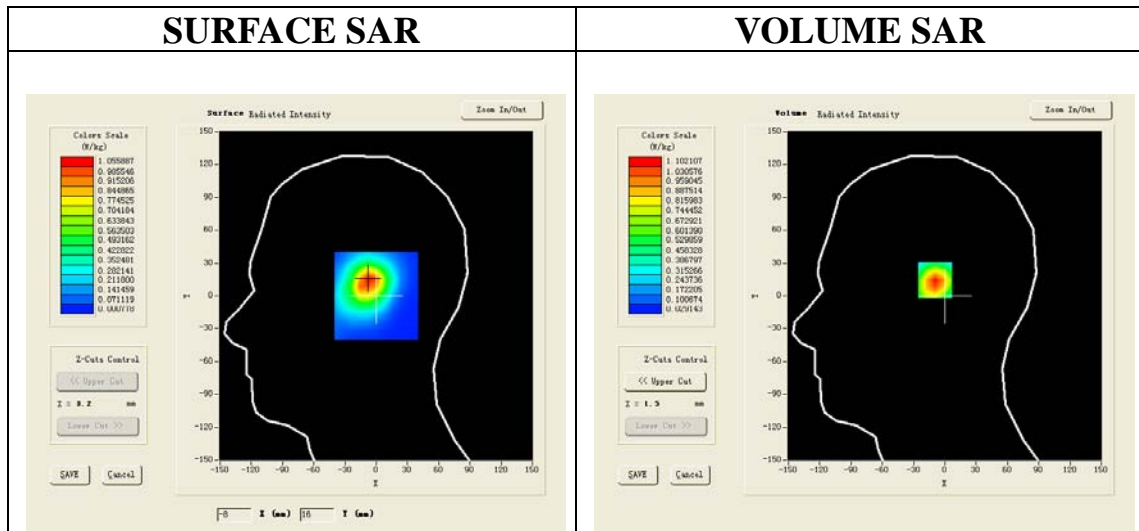 SURFACE SAR
VOLUME SAR
Surface Radiated Intensity
Zoom In/Out
Colors Scale
(W/kg)
1.055887
0.985546
0.915206
0.844865
0.774525
0.704184
0.633843
0.563503
0.493162
0.422822
0.352481
0.282141
0.211800
0.141459
0.071119
0.000778
Z-Cuts Control
<< Upper Cut
mm
Lower Cut >>
SAVE
Cancel
150
120
90
60
30
0
-30
-60
-90
-120
-150
Y
-150 -120 -90 -60 -30 0 30 60 90 120 150
X
-8 X (mm) 16 Y (mm)
Volume Radiated Intensity
Zoom In/Out
Colors Scale
(W/kg)
1.102107
1.030576
0.959045
0.887514
0.815983
0.744452
0.672921
0.601390
0.529859
0.458328
0.386797
0.315266
0.243736
0.172205
0.100674
0.029143
Z-Cuts Control
<< Upper Cut
mm
Lower Cut >>
SAVE
Cancel
150
120
90
60
30
0
-30
-60
-90
-120
-150
Y
-150 -120 -90 -60 -30 0 30 60 90 120 150
X